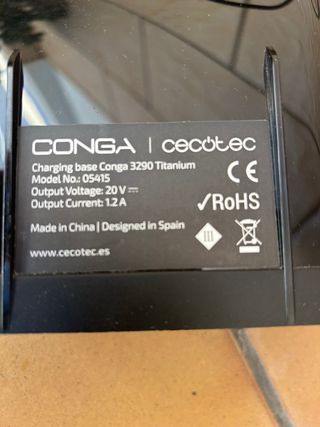 CONGA | cecotec
Charging base Conga 3290 Titanium
Model No.: 05415
Output Voltage: 20 V ⎓
Output Current: 1.2 A
CE
✓RoHS
Made in China | Designed in Spain
III
www.cecotec.es